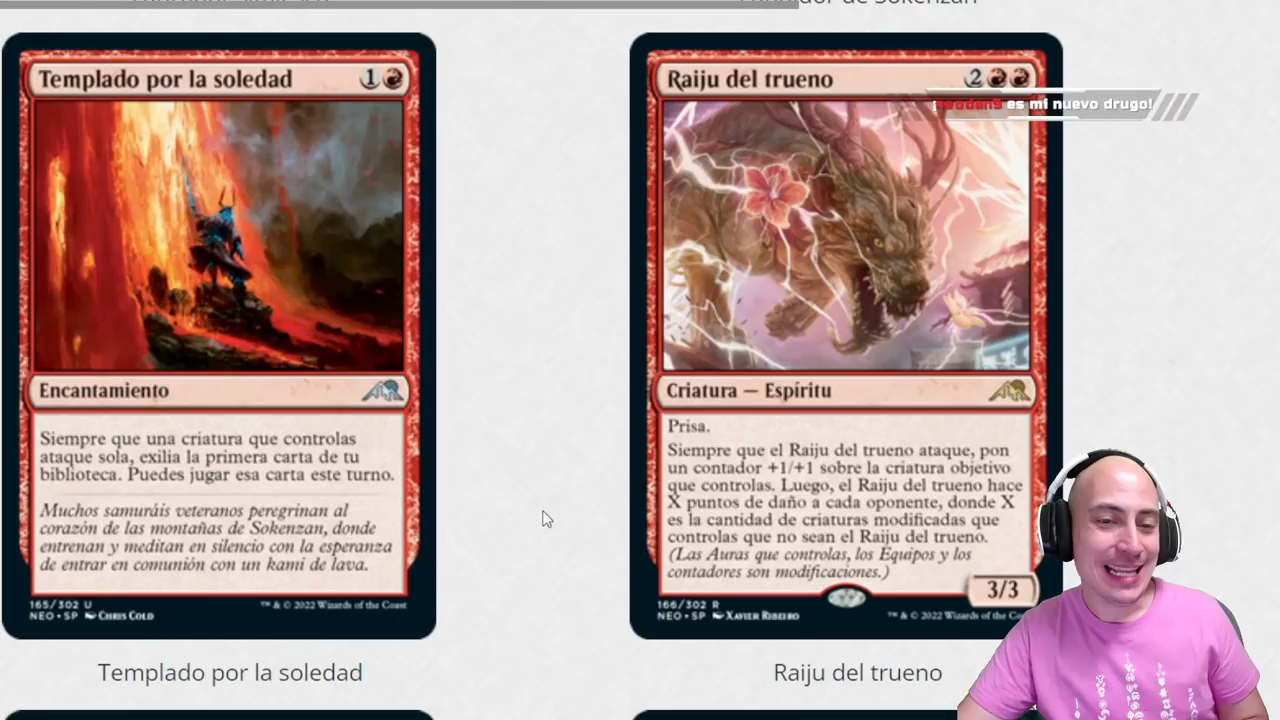 de Sokenzan
Templado por la soledad 1
Encantamiento
Siempre que una criatura que controlas
ataque sola, exilia la primera carta de tu
biblioteca. Puedes jugar esa carta este turno.
Muchos samuráis veteranos peregrinan al
corazón de las montañas de Sokenzan, donde
entrenan y meditan en silencio con la esperanza
de entrar en comunión con un kami de lava.
165/302 U
NEO • SP CHRIS COLD
™ & © 2022 Wizards of the Coast
Templado por la soledad
Raiju del trueno 2
es mi nuevo drugo!
Criatura — Espíritu
Prisa.
Siempre que el Raiju del trueno ataque, pon
un contador +1/+1 sobre la criatura objetivo
que controlas. Luego, el Raiju del trueno hace
X puntos de daño a cada oponente, donde X
es la cantidad de criaturas modificadas que
controlas que no sean el Raiju del trueno.
(Las Auras que controlas, los Equipos y los
contadores son modificaciones.)
3/3
166/302 R
NEO • SP XAVIER RIBEIRO
™ & © 2022 Wizards of the Co
Raiju del trueno